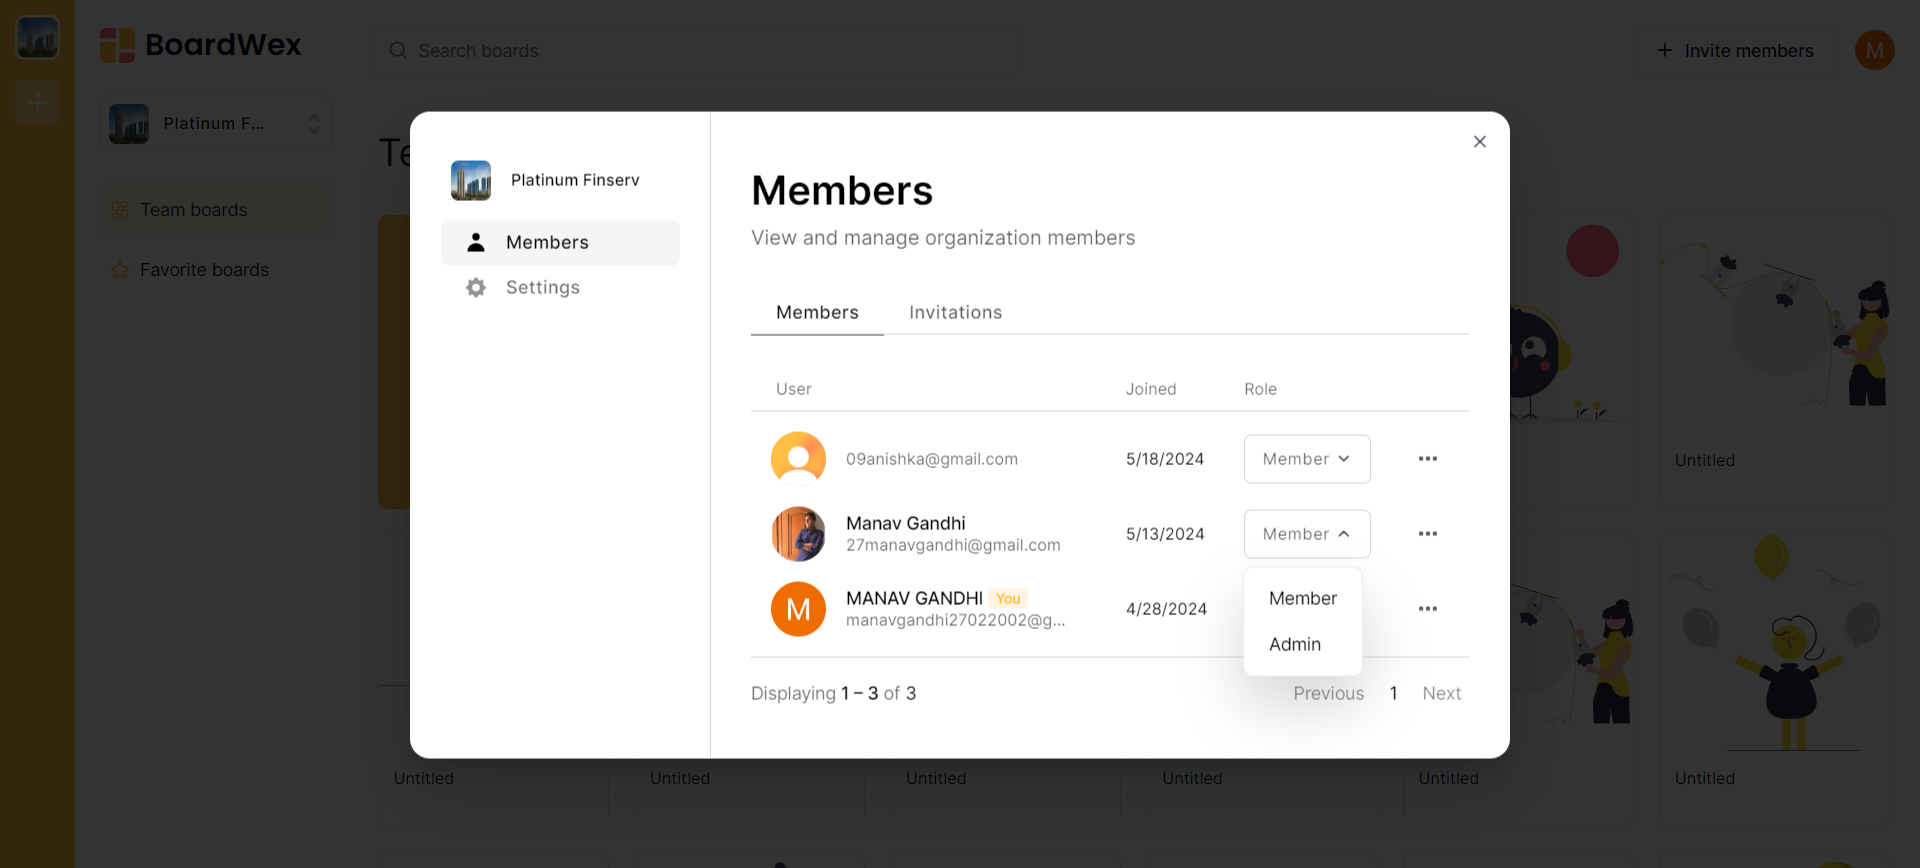 BoardWex
Search boards
+ Invite members
M
Platinum F...
Te
Team boards
Favorite boards
Platinum Finserv
Members
Settings
Members
View and manage organization members
Members Invitations
User Joined Role
09anishka@gmail.com 5/18/2024 Member
Manav Gandhi
27manavgandhi@gmail.com 5/13/2024 Member
M
MANAV GANDHI You
manavgandhi27022002@g... 4/28/2024
Member
Admin
Displaying 1 – 3 of 3
Previous 1 Next
Untitled
Untitled Untitled Untitled Untitled Untitled Untitled